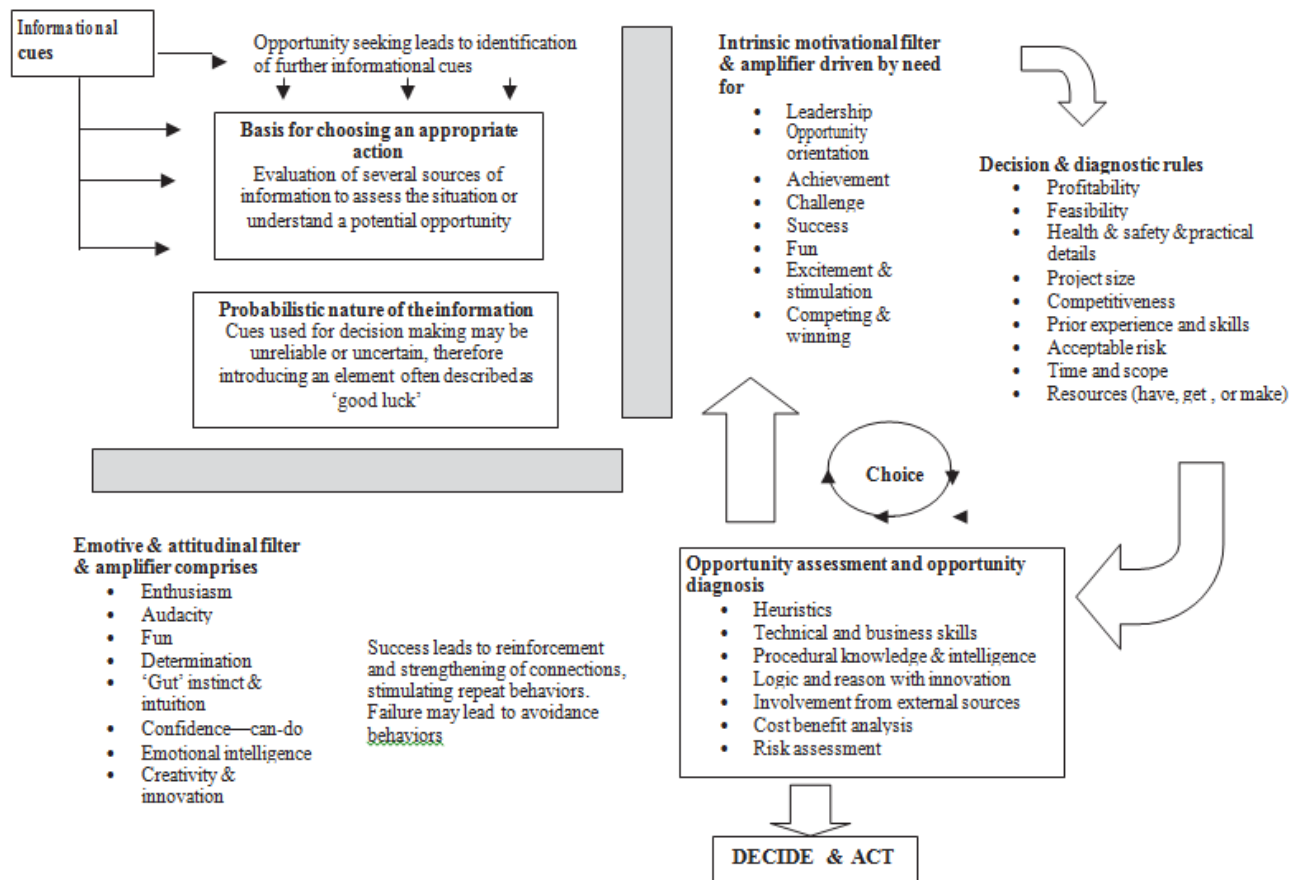 Informational
cues
Opportunity seeking leads to identification
of further informational cues
Basis for choosing an appropriate
action
Evaluation of several sources of
information to assess the situation or
understand a potential opportunity
Probabilistic nature of theinformation
Cues used for decision making may be
unreliable or uncertain, therefore
introducing an element often described as
‘good luck’
Emotive & attitudinal filter
& amplifier comprises
• Enthusiasm
• Audacity
• Fun
• Determination
• ‘Gut’ instinct &
intuition
• Confidence—can-do
• Emotional intelligence
• Creativity &
innovation
Success leads to reinforcement
and strengthening of connections,
stimulating repeat behaviors.
Failure may lead to avoidance
behaviors
Intrinsic motivational filter
& amplifier driven by need
for
• Leadership
• Opportunity
orientation
• Achievement
• Challenge
• Success
• Fun
• Excitement &
stimulation
• Competing &
winning
Decision & diagnostic rules
• Profitability
• Feasibility
• Health & safety &practical
details
• Project size
• Competitiveness
• Prior experience and skills
• Acceptable risk
• Time and scope
• Resources (have, get , or make)
Choice
Opportunity assessment and opportunity
diagnosis
• Heuristics
• Technical and business skills
• Procedural knowledge & intelligence
• Logic and reason with innovation
• Involvement from external sources
• Cost benefit analysis
• Risk assessment
DECIDE & ACT